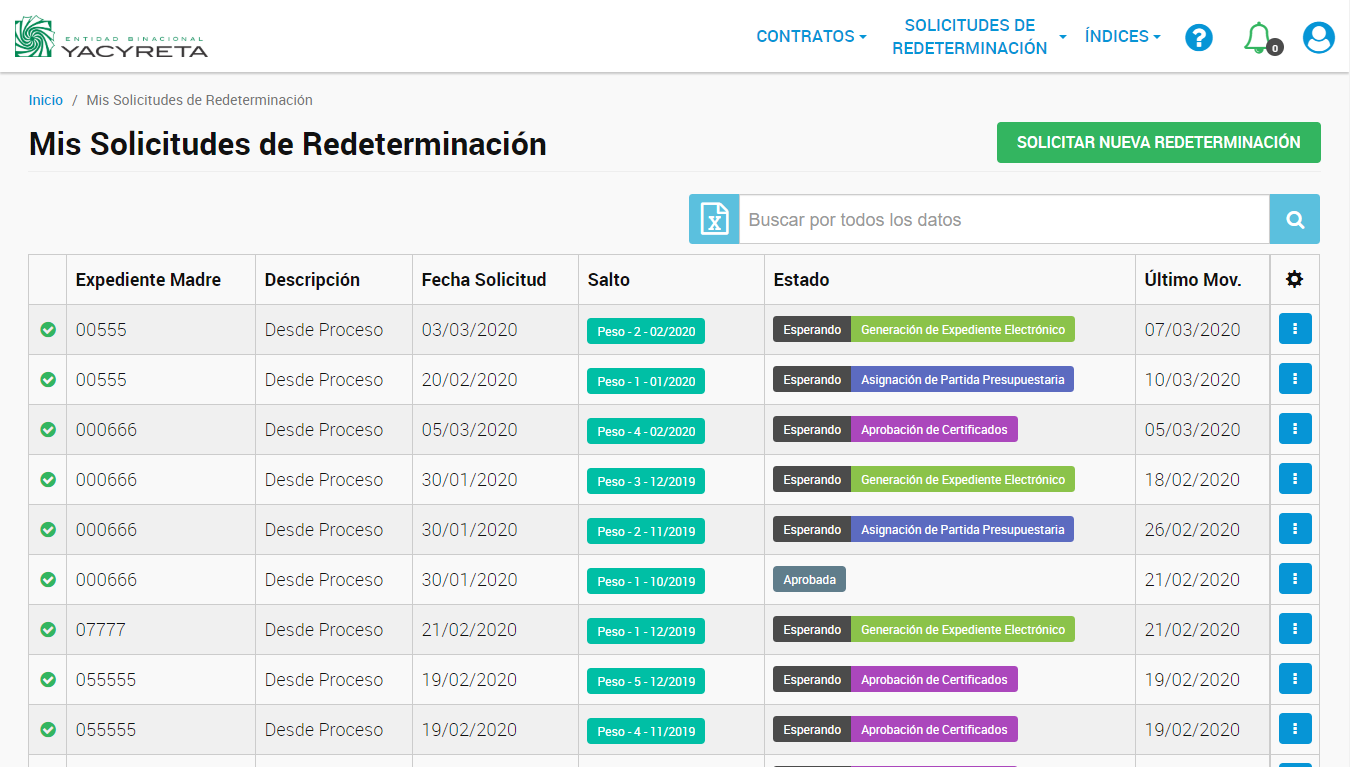 ENTIDAD BINACIONAL
YACYRETA
CONTRATOS
SOLICITUDES DE
REDETERMINACIÓN
ÍNDICES
?
0
Inicio / Mis Solicitudes de Redeterminación
Mis Solicitudes de Redeterminación
SOLICITAR NUEVA REDETERMINACIÓN
X Buscar por todos los datos
Expediente Madre Descripción Fecha Solicitud Salto Estado Último Mov.
00555 Desde Proceso 03/03/2020 Peso - 2 - 02/2020 Esperando Generación de Expediente Electrónico 07/03/2020
00555 Desde Proceso 20/02/2020 Peso - 1 - 01/2020 Esperando Asignación de Partida Presupuestaria 10/03/2020
000666 Desde Proceso 05/03/2020 Peso - 4 - 02/2020 Esperando Aprobación de Certificados 05/03/2020
000666 Desde Proceso 30/01/2020 Peso - 3 - 12/2019 Esperando Generación de Expediente Electrónico 18/02/2020
000666 Desde Proceso 30/01/2020 Peso - 2 - 11/2019 Esperando Asignación de Partida Presupuestaria 26/02/2020
000666 Desde Proceso 30/01/2020 Peso - 1 - 10/2019 Aprobada 21/02/2020
07777 Desde Proceso 21/02/2020 Peso - 1 - 12/2019 Esperando Generación de Expediente Electrónico 21/02/2020
055555 Desde Proceso 19/02/2020 Peso - 5 - 12/2019 Esperando Aprobación de Certificados 19/02/2020
055555 Desde Proceso 19/02/2020 Peso - 4 - 11/2019 Esperando Aprobación de Certificados 19/02/2020